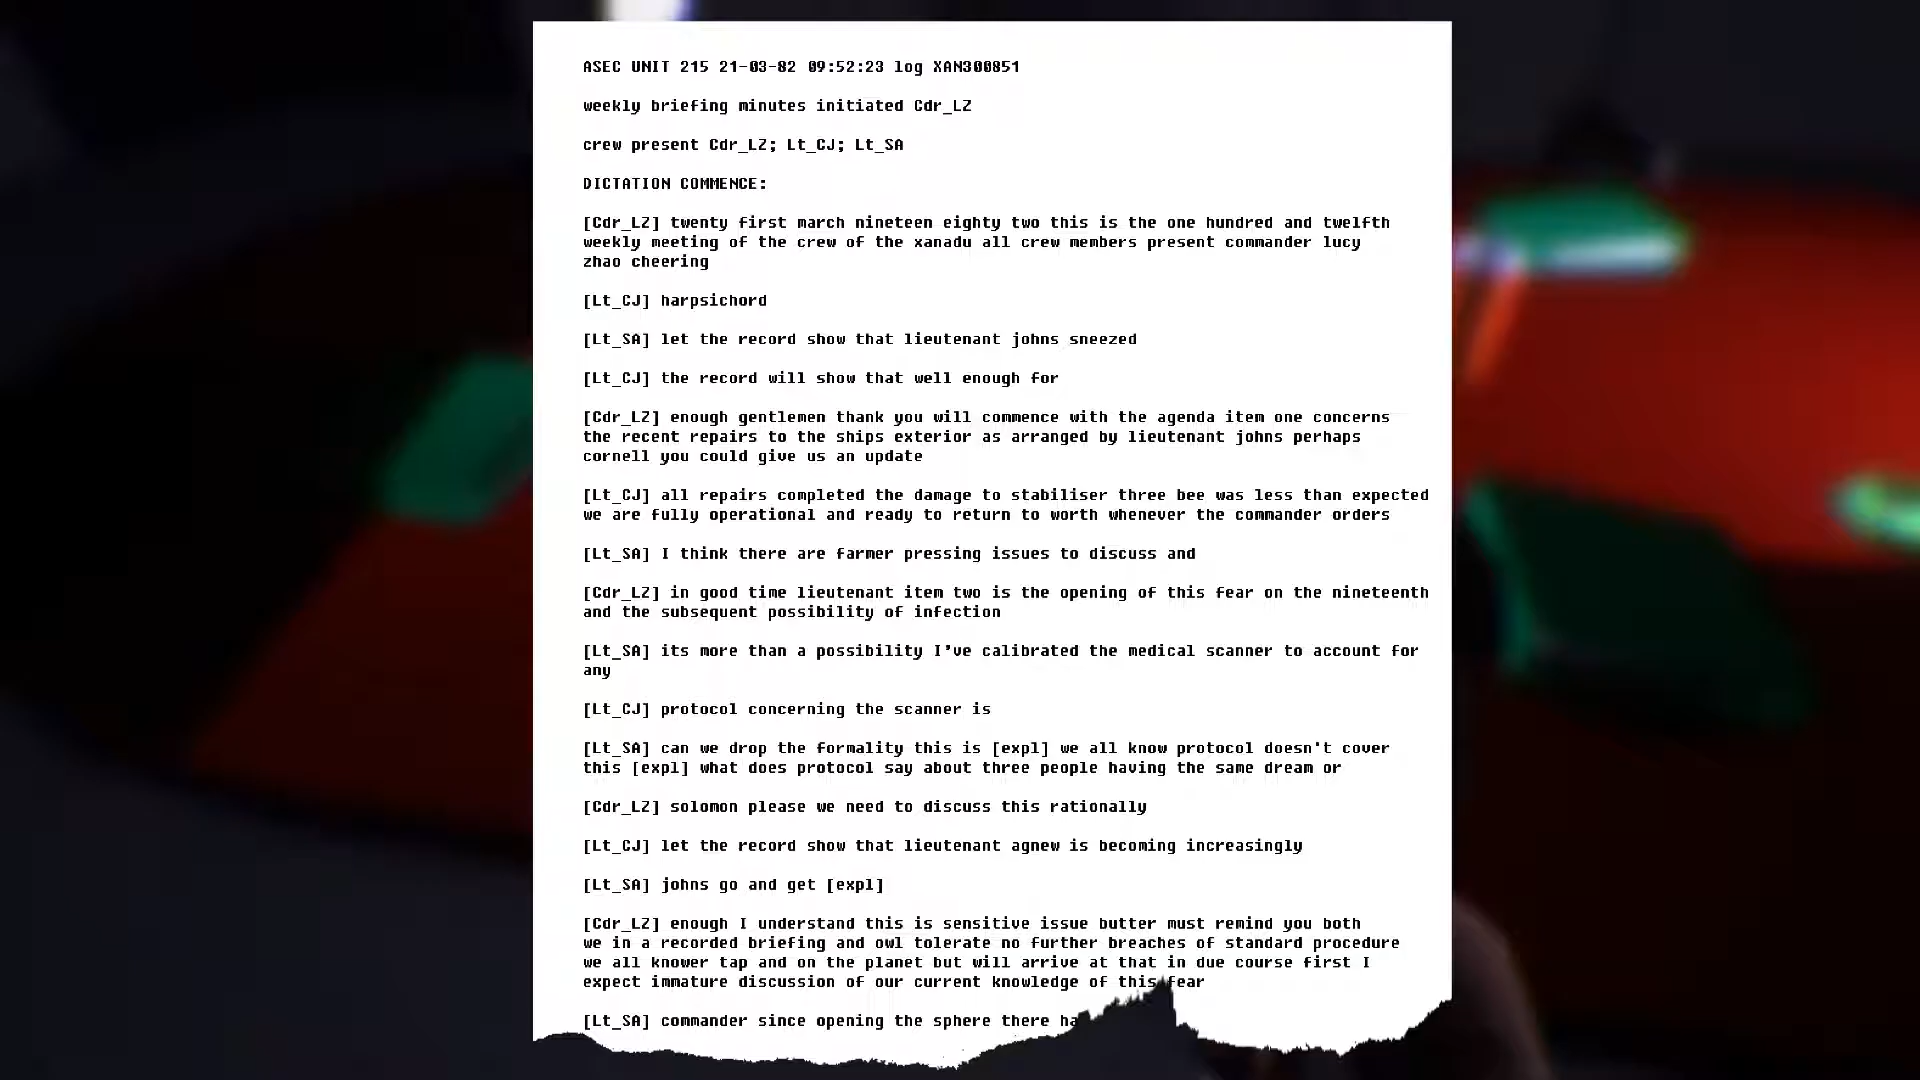 ASEC UNIT 215 21-03-82 09:52:23 log XAN300851
weekly briefing minutes initiated Cdr_LZ
crew present Cdr_LZ; Lt_CJ; Lt_SA
DICTATION COMMENCE:
[Cdr_LZ] twenty first march nineteen eighty two this is the one hundred and twelfth
weekly meeting of the crew of the xanadu all crew members present commander lucy
zhao cheering
[Lt_CJ] harpsichord
[Lt_SA] let the record show that lieutenant johns sneezed
[Lt_CJ] the record will show that well enough for
[Cdr_LZ] enough gentlemen thank you will commence with the agenda item one concerns
the recent repairs to the ships exterior as arranged by lieutenant johns perhaps
cornell you could give us an update
[Lt_CJ] all repairs completed the damage to stabiliser three bee was less than expected
we are fully operational and ready to return to worth whenever the commander orders
[Lt_SA] I think there are farmer pressing issues to discuss and
[Cdr_LZ] in good time lieutenant item two is the opening of this fear on the nineteenth
and the subsequent possibility of infection
[Lt_SA] its more than a possibility I've calibrated the medical scanner to account for
any
[Lt_CJ] protocol concerning the scanner is
[Lt_SA] can we drop the formality this is [expl] we all know protocol doesn't cover
this [expl] what does protocol say about three people having the same dream or
[Cdr_LZ] solomon please we need to discuss this rationally
[Lt_CJ] let the record show that lieutenant agnew is becoming increasingly
[Lt_SA] johns go and get [expl]
[Cdr_LZ] enough I understand this is sensitive issue butter must remind you both
we in a recorded briefing and owl tolerate no further breaches of standard procedure
we all knower tap and on the planet but will arrive at that in due course first I
expect immature discussion of our current knowledge of this fear
[Lt_SA] commander since opening the sphere there ha